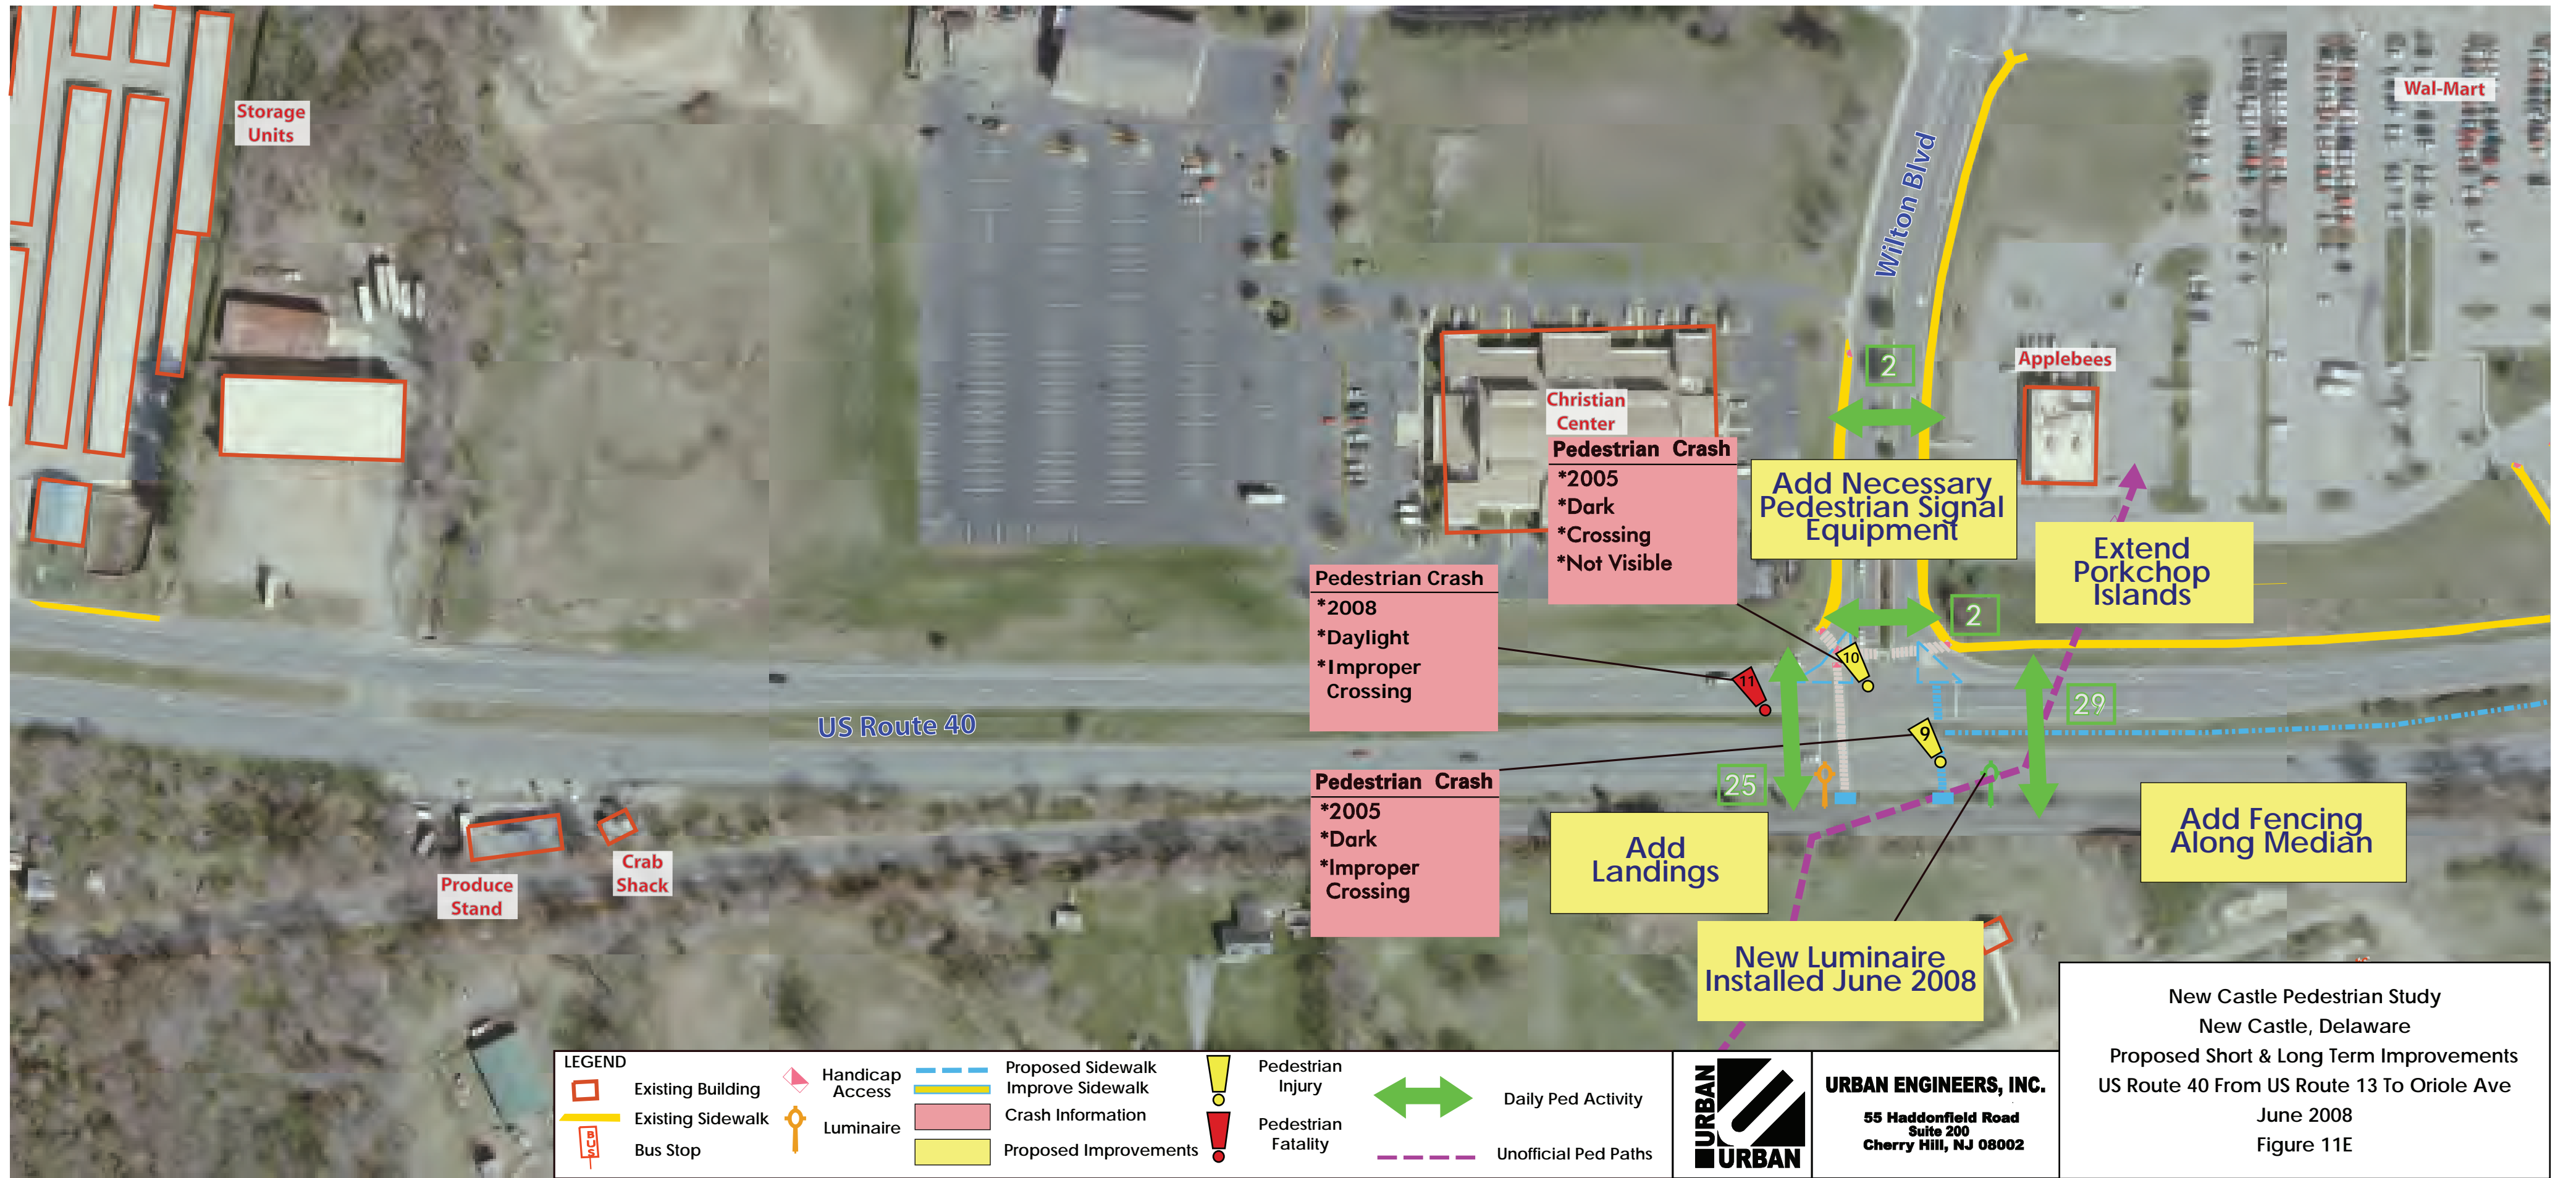 Storage
Units
Wal-Mart
Wilton Blvd
2
Applebees
Christian
Center
Pedestrian Crash
*2005
*Dark
*Crossing
*Not Visible
Add Necessary
Pedestrian Signal
Equipment
Extend
Porkchop
Islands
Pedestrian Crash
*2008
*Daylight
*Improper
Crossing
2
10
11
29
9
US Route 40
25
Pedestrian Crash
*2005
*Dark
*Improper
Crossing
Add
Landings
Add Fencing
Along Median
Crab
Shack
Produce
Stand
New Luminaire
Installed June 2008
LEGEND
Existing Building
Existing Sidewalk
BUS
Bus Stop
Handicap
Access
Luminaire
Proposed Sidewalk
Improve Sidewalk
Crash Information
Proposed Improvements
Pedestrian
Injury
Pedestrian
Fatality
Daily Ped Activity
Unofficial Ped Paths
URBAN
URBAN
URBAN ENGINEERS, INC.
55 Haddonfield Road
Suite 200
Cherry Hill, NJ 08002
New Castle Pedestrian Study
New Castle, Delaware
Proposed Short & Long Term Improvements
US Route 40 From US Route 13 To Oriole Ave
June 2008
Figure 11E